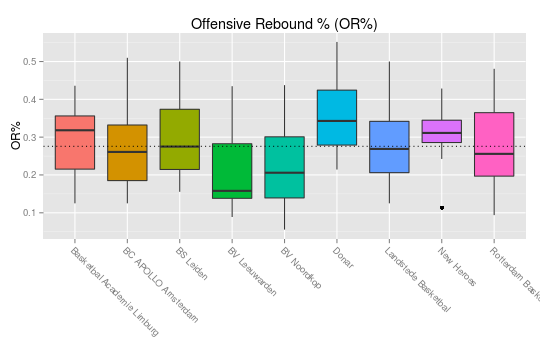 Offensive Rebound % (OR%)
OR%
0.5
0.4
0.3
0.2
0.1
Basketbal Academie Limburg
BC APOLLO Amsterdam
BS Leiden
BV Leeuwarden
BV Noordkop
Donar
Landstede Basketbal
New Heroes
Rotterdam